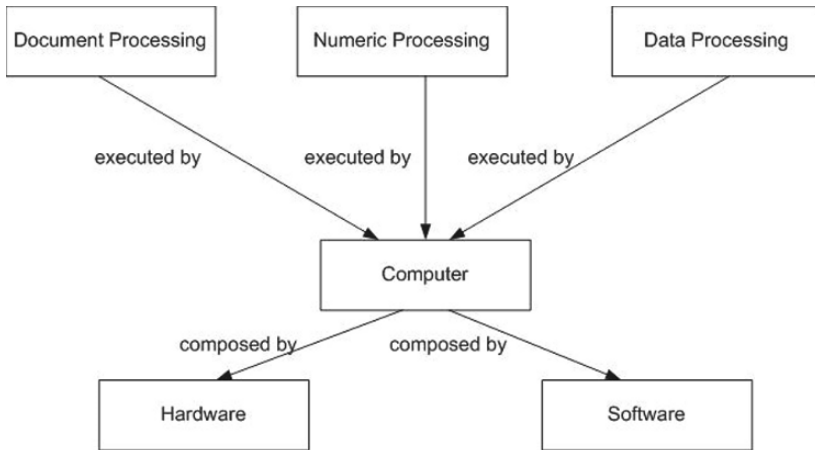 Document Processing
Numeric Processing
Data Processing
executed by
executed by
executed by
Computer
composed by
composed by
Hardware
Software